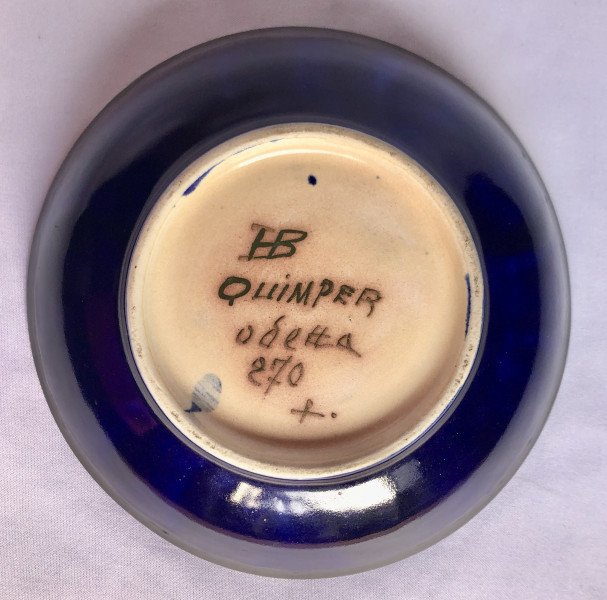 HB
QUIMPER
odetta
270
+.